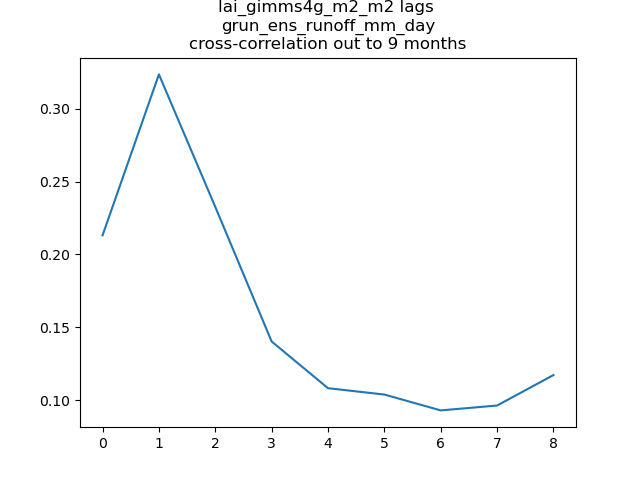 lai_gimms4g_m2_m2 lags
grun_ens_runoff_mm_day
cross-correlation out to 9 months
0.30
0.25
0.20
0.15
0.10
0 1 2 3 4 5 6 7 8